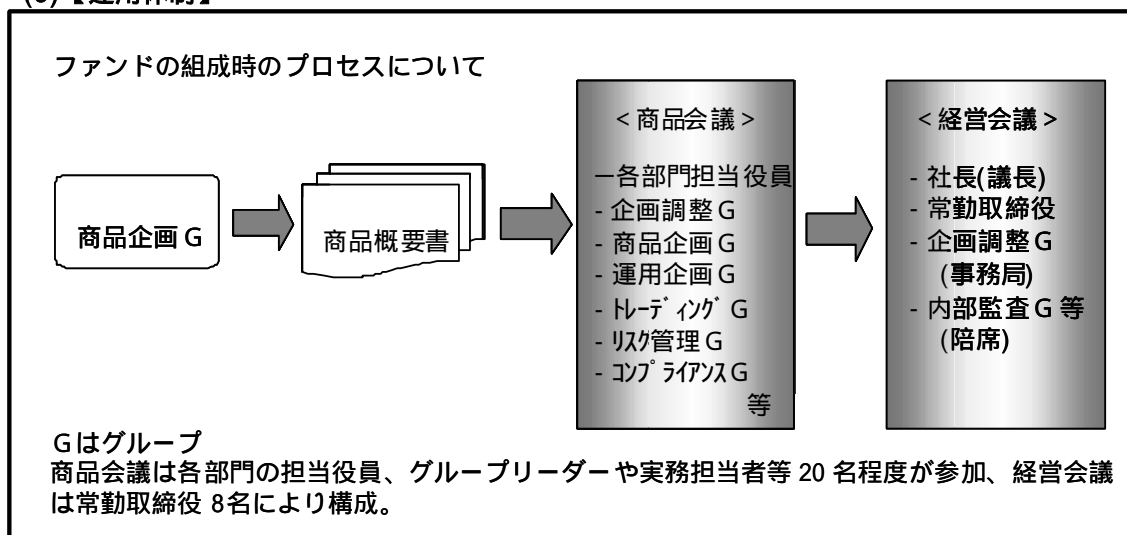 ファンドの組成時のプロセスについて
商品企画G
商品概要書
<商品会議>
ー各部門担当役員
- 企画調整G
- 商品企画G
- 運用企画G
- ﾄﾚｰﾃﾞｨﾝｸﾞG
- ﾘｽｸ管理G
- ｺﾝﾌﾟﾗｲｱﾝｽG
等
<経営会議>
- 社長(議長)
- 常勤取締役
- 企画調整G
(事務局)
- 内部監査G 等
(陪席)
Gはグループ
商品会議は各部門の担当役員、グループリーダーや実務担当者等 20 名程度が参加、経営会議
は常勤取締役 8名により構成。